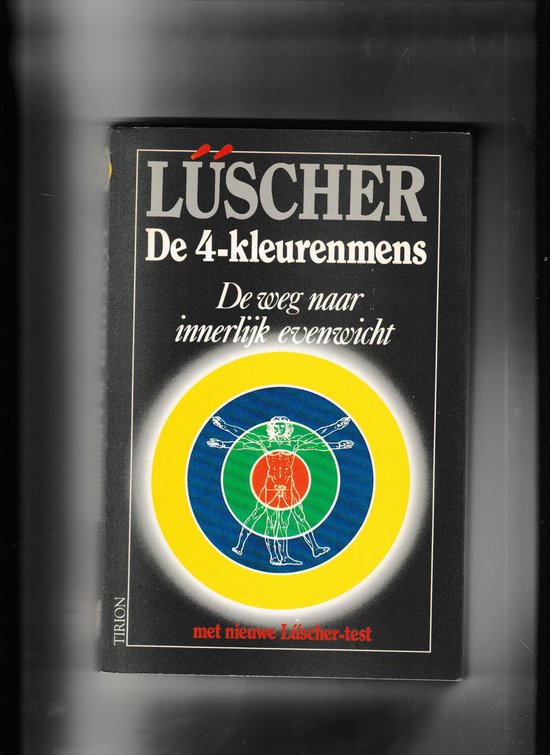 LÜSCHER
De 4-kleurenmens
De weg naar
innerlijk evenwicht
met nieuwe Lüscher-test
TIRION